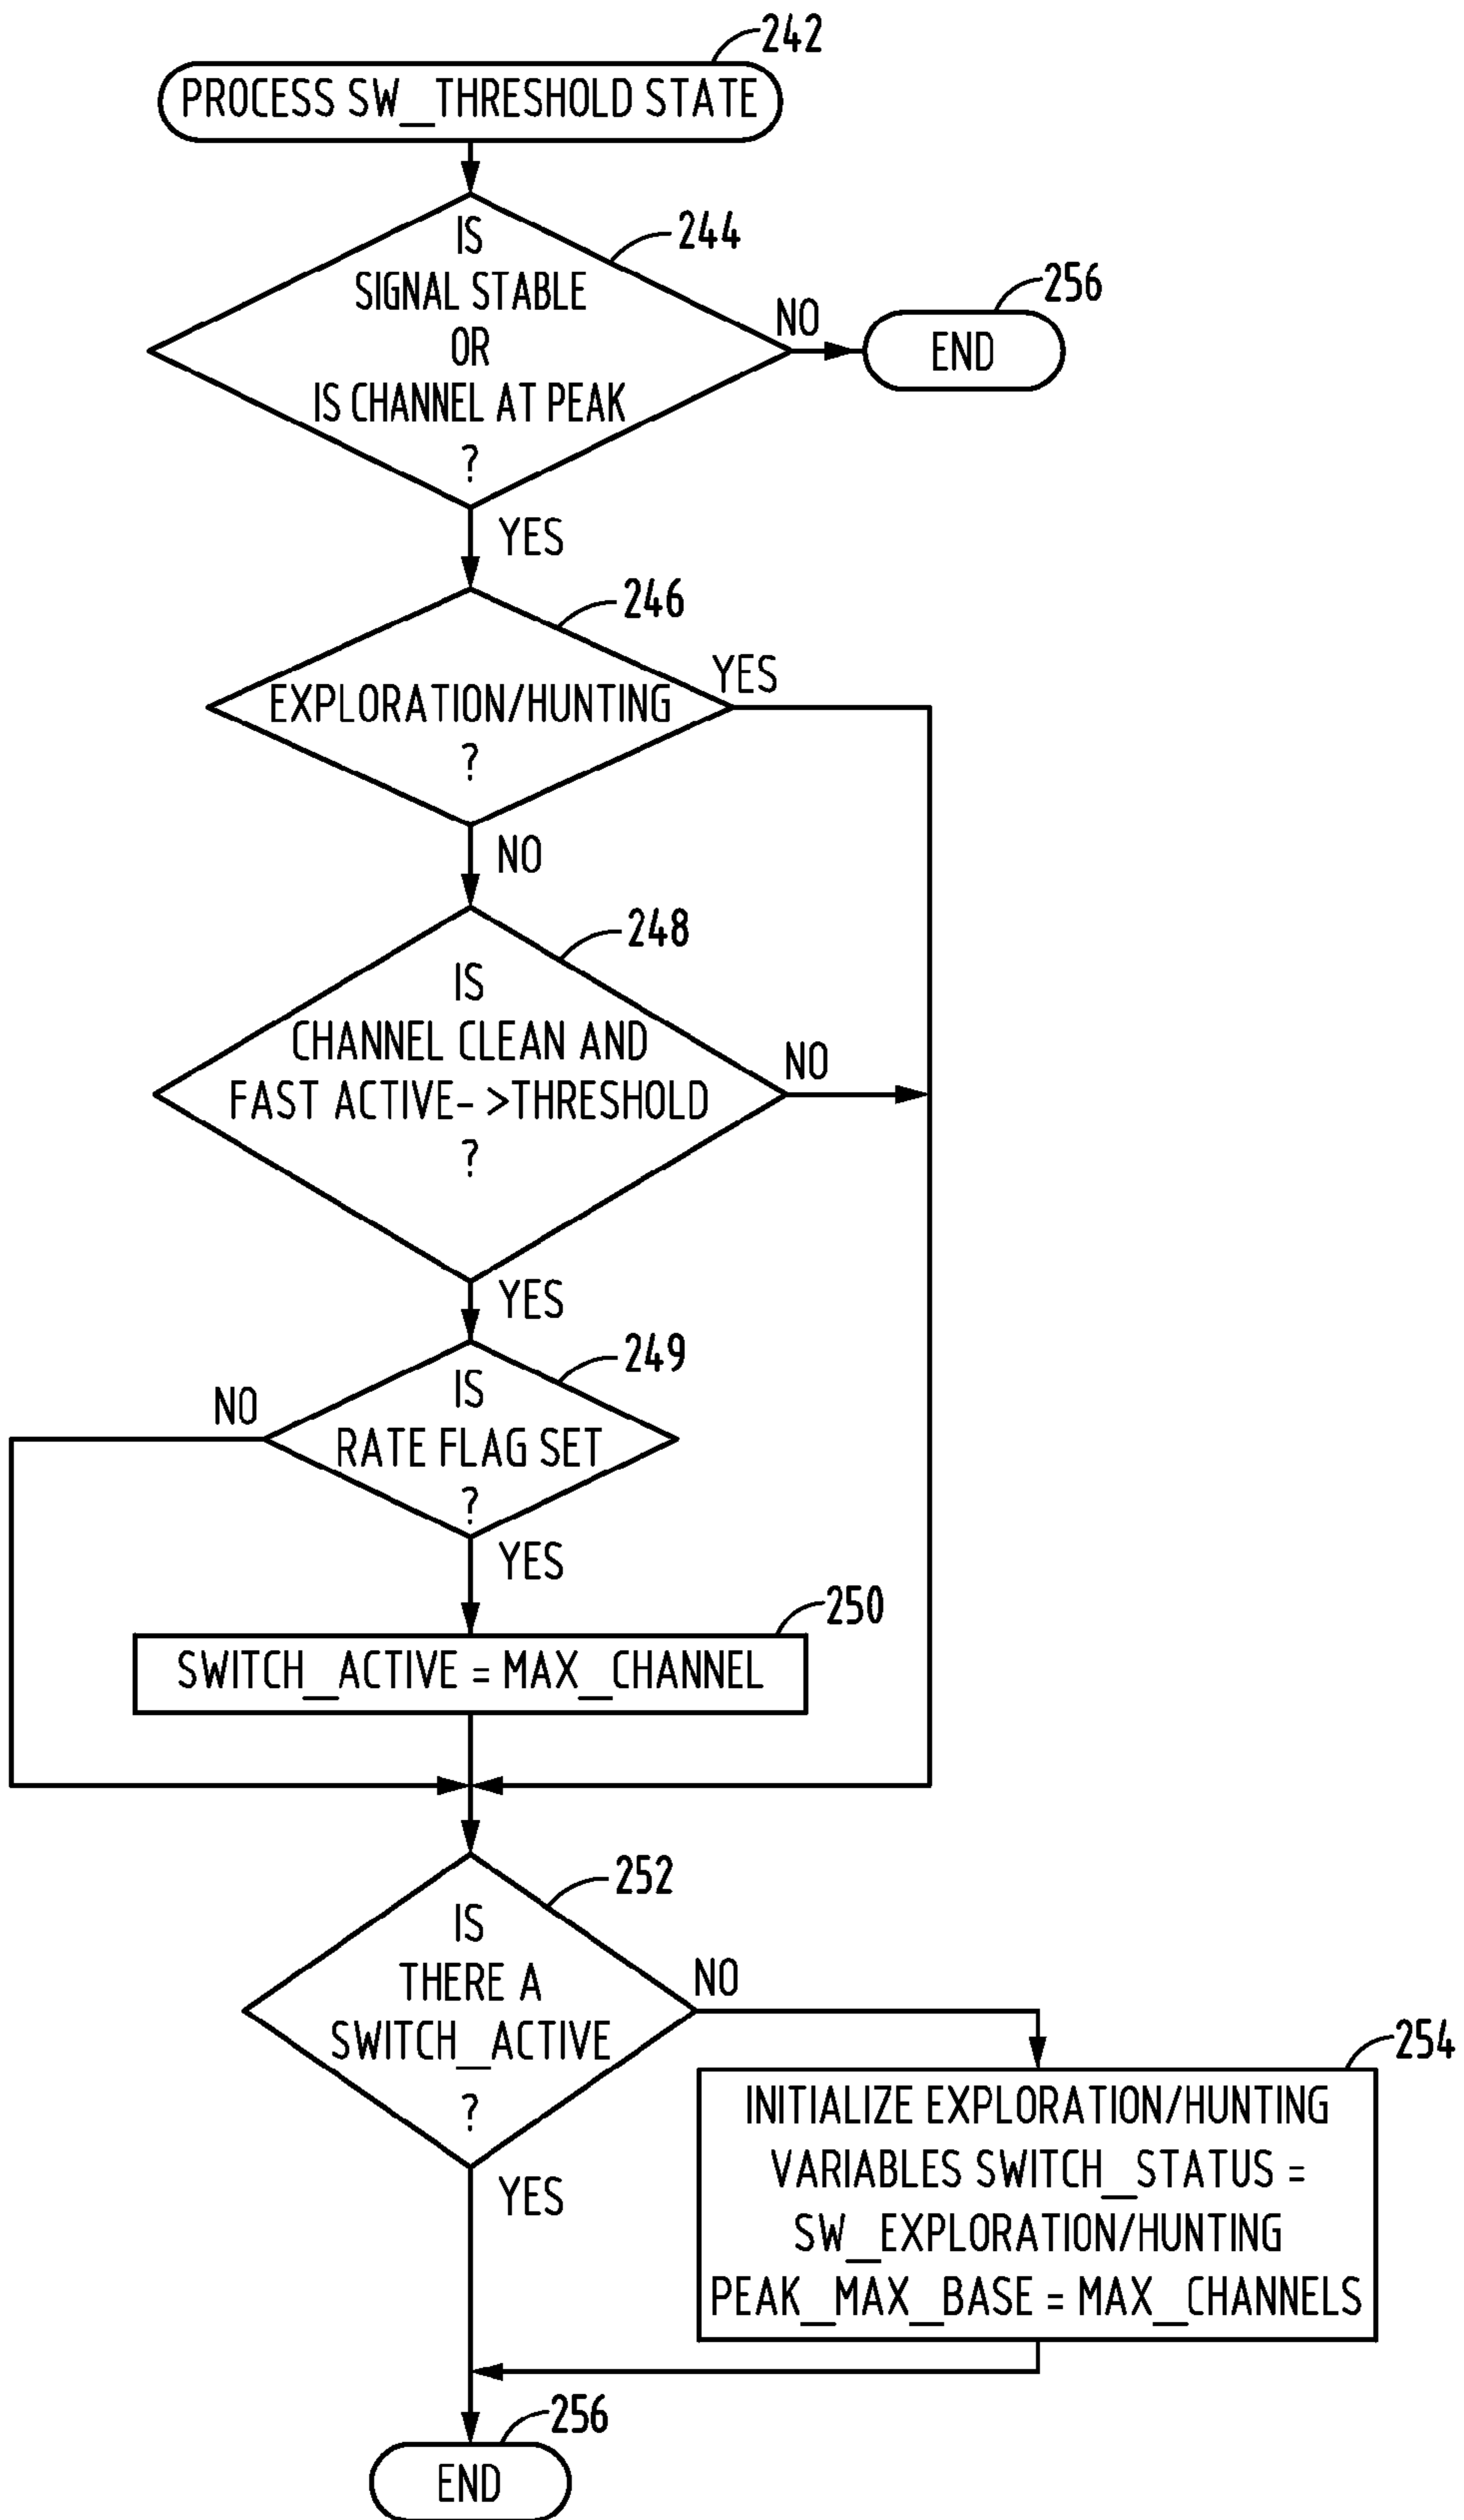 242
PROCESS SW_THRESHOLD STATE
244
IS
SIGNAL STABLE
OR
IS CHANNEL AT PEAK
?
NO
256
END
YES
246
EXPLORATION/HUNTING
?
YES
NO
248
IS
CHANNEL CLEAN AND
FAST ACTIVE- >THRESHOLD
?
NO
YES
249
IS
RATE FLAG SET
?
NO
YES
250
SWITCH_ACTIVE = MAX_CHANNEL
252
IS
THERE A
SWITCH_ACTIVE
?
NO
YES
254
INITIALIZE EXPLORATION/HUNTING
VARIABLES SWITCH_STATUS =
SW_EXPLORATION/HUNTING
PEAK_MAX_BASE = MAX_CHANNELS
256
END